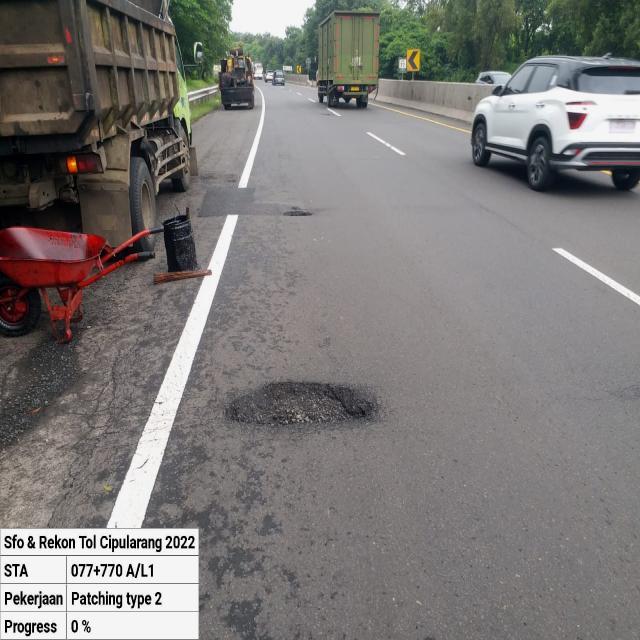 Sfo & Rekon Tol Cipularang 2022
STA 077+770 A/L1
Pekerjaan Patching type 2
Progress 0 %